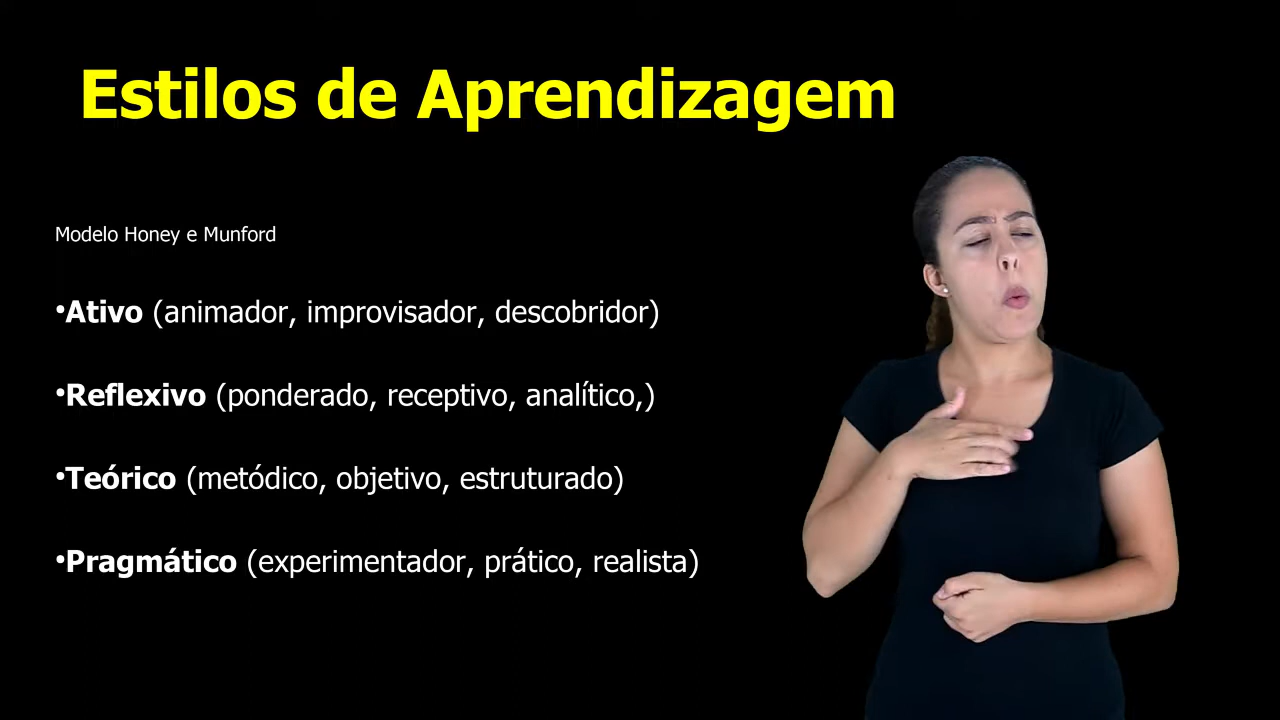 Estilos de Aprendizagem
Modelo Honey e Munford
•Ativo (animador, improvisador, descobridor)
•Reflexivo (ponderado, receptivo, analítico,)
•Teórico (metódico, objetivo, estruturado)
•Pragmático (experimentador, prático, realista)